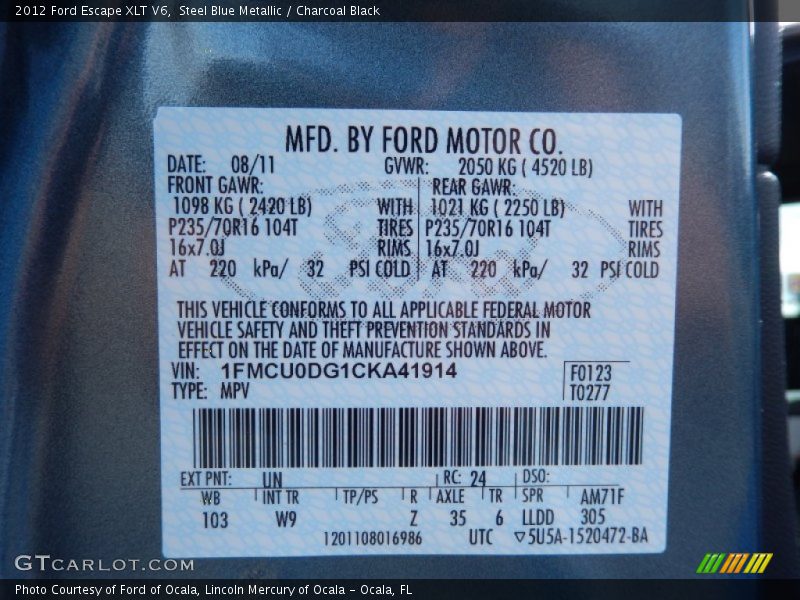 2012 Ford Escape XLT V6, Steel Blue Metallic / Charcoal Black
MFD. BY FORD MOTOR CO.
DATE: 08/11 GVWR: 2050 KG ( 4520 LB)
FRONT GAWR: REAR GAWR:
1098 KG ( 2420 LB) WITH 1021 KG ( 2250 LB) WITH
P235/70R16 104T TIRES P235/70R16 104T TIRES
16x7.0J RIMS 16x7.0J RIMS
AT 220 kPa/ 32 PSI COLD AT 220 kPa/ 32 PSI COLD
THIS VEHICLE CONFORMS TO ALL APPLICABLE FEDERAL MOTOR
VEHICLE SAFETY AND THEFT PREVENTION STANDARDS IN
EFFECT ON THE DATE OF MANUFACTURE SHOWN ABOVE.
VIN: 1FMCU0DG1CKA41914 F0123
TYPE: MPV T0277
EXT PNT: UN RC: 24 DSO:
WB INT TR TP/PS R AXLE TR SPR AM71F
103 W9 Z 35 6 LLDD 305
1201108016986 UTC ▽5U5A-1520472-BA
GTCARLOT.COM
Photo Courtesy of Ford of Ocala, Lincoln Mercury of Ocala – Ocala, FL